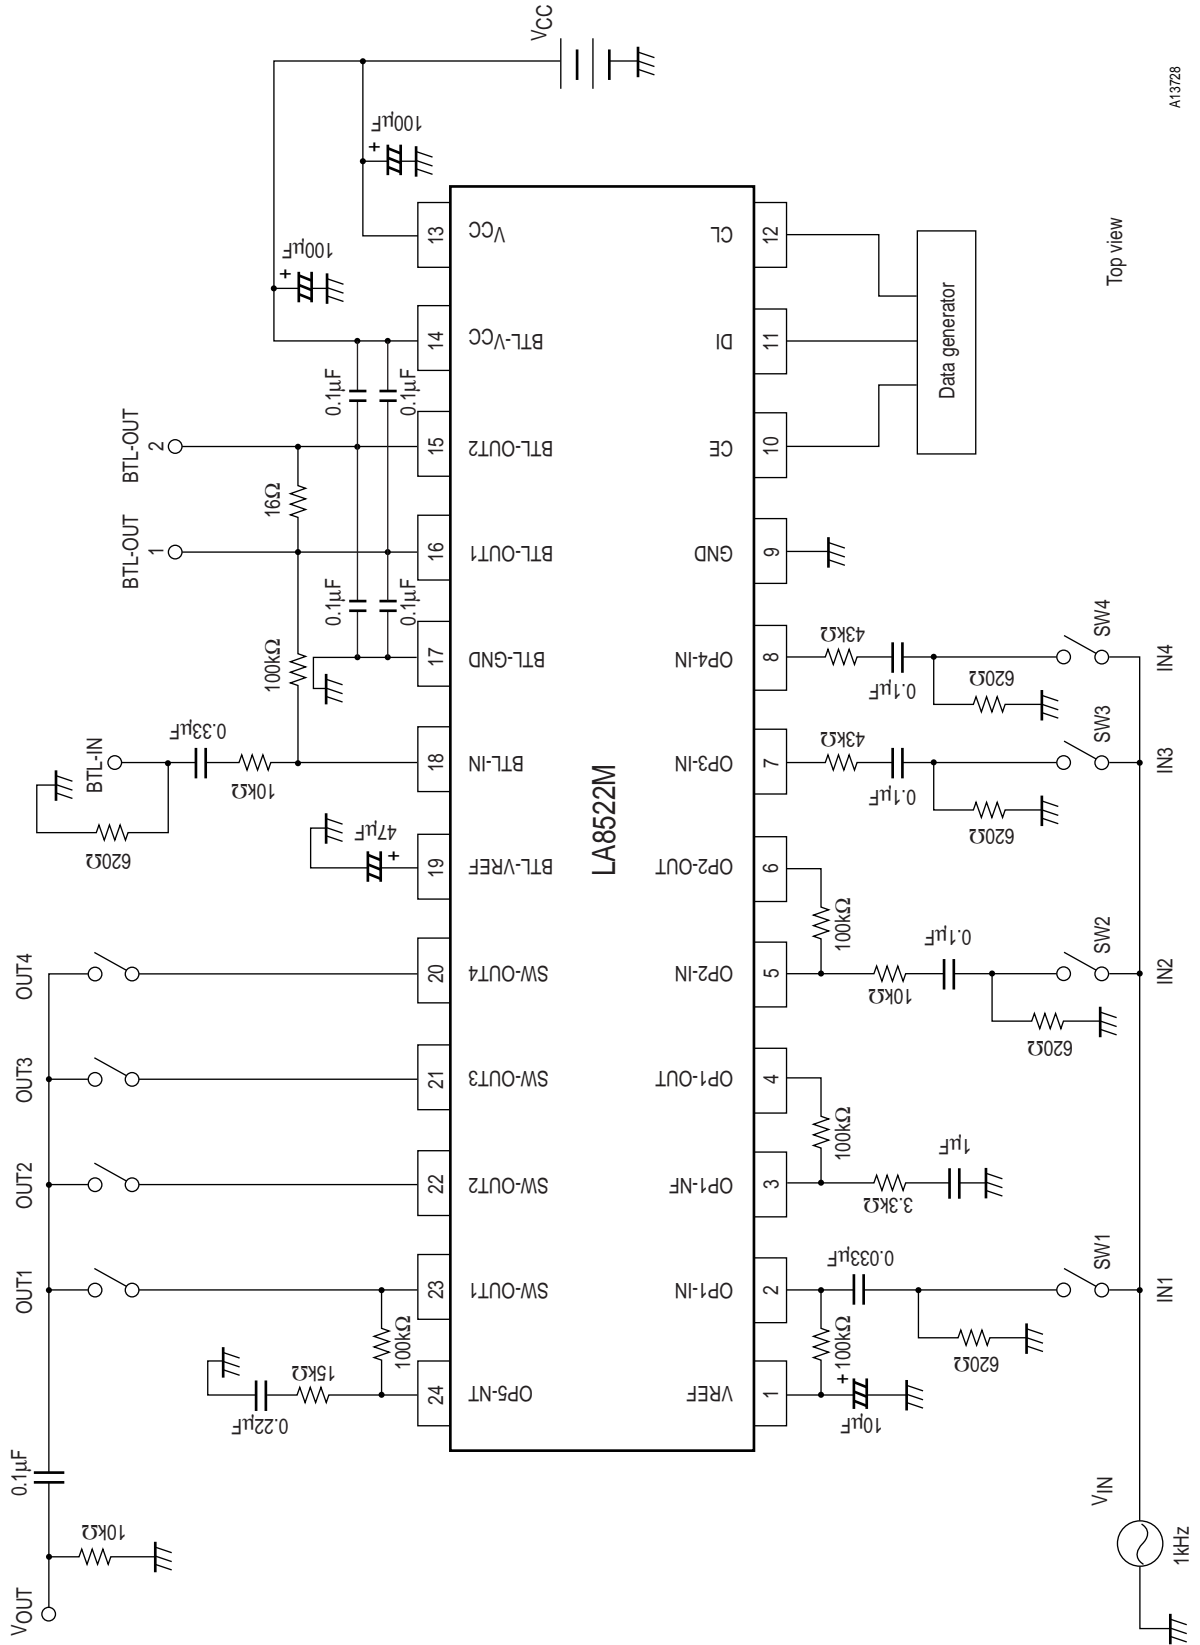 VCC
100µF
+
100µF
+
A13728
13
VCC
14
BTL-VCC
0.1µF
0.1µF
BTL-OUT
2
15
BTL-OUT2
16Ω
BTL-OUT
1
16
BTL-OUT1
0.1µF
0.1µF
17
BTL-GND
100kΩ
BTL-IN
0.33µF
10kΩ
620Ω
18
BTL-IN
47µF
+
19
BTL-VREF
OUT4
20
SW-OUT4
OUT3
21
SW-OUT3
OUT2
22
SW-OUT2
OUT1
23
SW-OUT1
100kΩ
15kΩ
0.22µF
24
OP5-NT
0.1µF
10kΩ
VOUT
LA8522M
CL
12
DI
11
CE
10
Data generator
Top view
GND
9
OP4-IN
8
43kΩ
0.1µF
620Ω
SW4
IN4
OP3-IN
7
43kΩ
0.1µF
620Ω
SW3
IN3
OP2-OUT
6
100kΩ
OP2-IN
5
10kΩ
0.1µF
620Ω
SW2
IN2
OP1-OUT
4
100kΩ
OP1-NF
3
3.3kΩ
1µF
OP1-IN
2
0.033µF
620Ω
SW1
IN1
VREF
1
100kΩ
+
10µF
VIN
1kHz